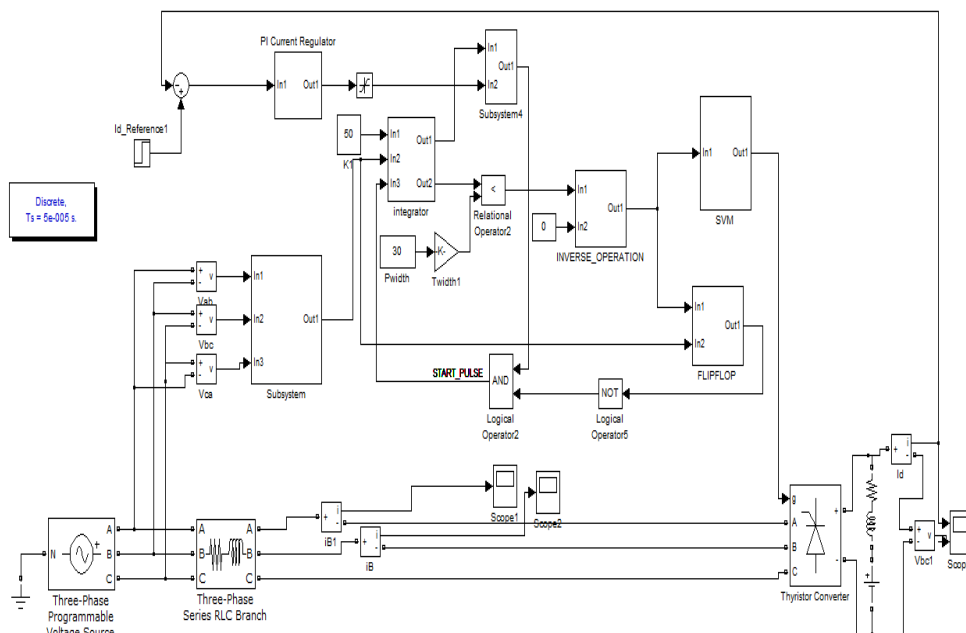 PI Current Regulator
In1
Out1
In1
Out1
In2
Subsystem4
Id_Reference1
50
K1
In1
Out1
In2
In3
Out2
integrator
<
Relational
Operator2
In1
Out1
In2
INVERSE_OPERATION
0
In1
Out1
SVM
Discrete,
Ts = 5e-005 s.
30
Pwidth
K-
Twidth1
+
-
v
Vab
+
-
v
Vbc
+
-
v
Vca
In1
In2
Out1
In3
Subsystem
In1
Out1
In2
FLIPFLOP
START_PULSE
AND
Logical
Operator2
NOT
Logical
Operator5
Scope1
Scope2
+
i
-
iB1
+
i
-
iB
N
+
A
B
C
Three-Phase
Programmable
Voltage Source
A
B
C
A
B
C
Three-Phase
Series RLC Branch
g
A
B
C
+
-
Thyristor Converter
+
i
-
Id
+
+
-
v
Vbc1
Scop